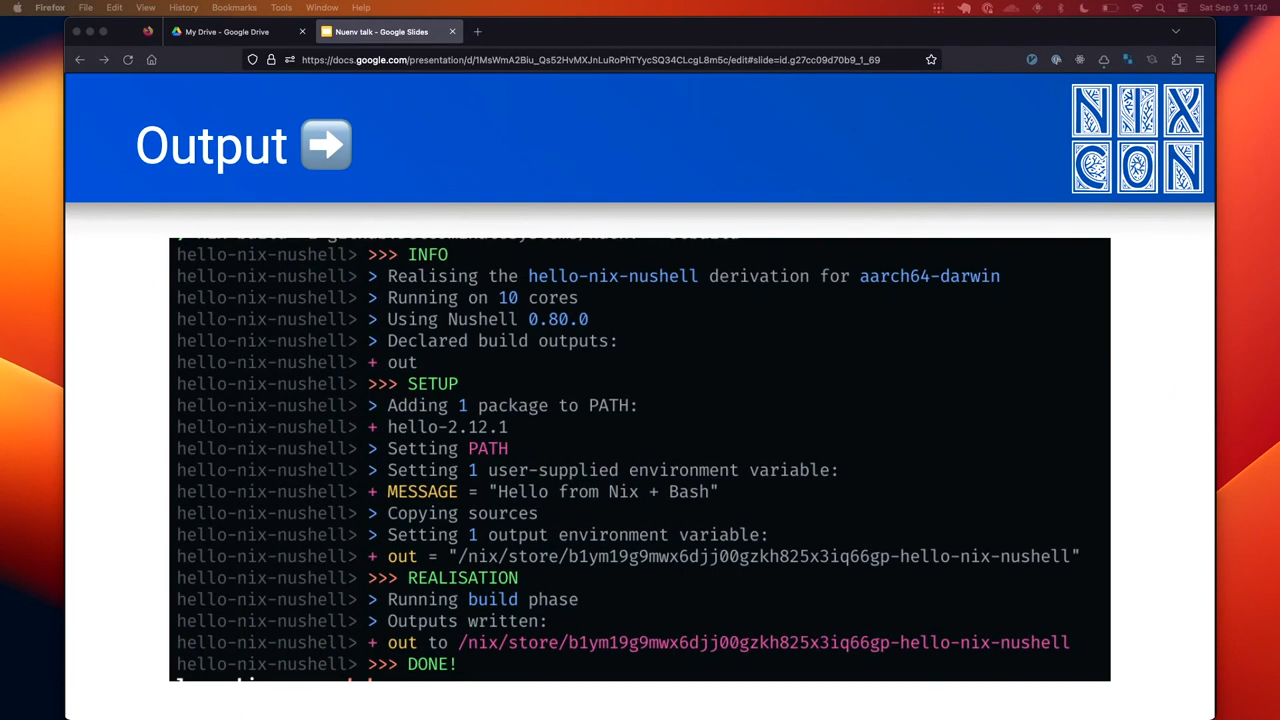 Firefox File Edit View History Bookmarks Tools Window Help Sat Sep 9 11:40
My Drive - Google Drive Nuenv talk - Google Slides
https://docs.google.com/presentation/d/1MsWmA2Biu_Qs52HvMXJnLuRoPhTYycSQ34CLcgL8m5c/edit#slide=id.g27cc09d70b9_1_69
Output ➡️
NIX
CON
hello-nix-nushell> >>> INFO
hello-nix-nushell> > Realising the hello-nix-nushell derivation for aarch64-darwin
hello-nix-nushell> > Running on 10 cores
hello-nix-nushell> > Using Nushell 0.80.0
hello-nix-nushell> > Declared build outputs:
hello-nix-nushell> + out
hello-nix-nushell> >>> SETUP
hello-nix-nushell> > Adding 1 package to PATH:
hello-nix-nushell> + hello-2.12.1
hello-nix-nushell> > Setting PATH
hello-nix-nushell> > Setting 1 user-supplied environment variable:
hello-nix-nushell> + MESSAGE = "Hello from Nix + Bash"
hello-nix-nushell> > Copying sources
hello-nix-nushell> > Setting 1 output environment variable:
hello-nix-nushell> + out = "/nix/store/b1ym19g9mwx6djj00gzkh825x3iq66gp-hello-nix-nushell"
hello-nix-nushell> >>> REALISATION
hello-nix-nushell> > Running build phase
hello-nix-nushell> > Outputs written:
hello-nix-nushell> + out to /nix/store/b1ym19g9mwx6djj00gzkh825x3iq66gp-hello-nix-nushell
hello-nix-nushell> >>> DONE!